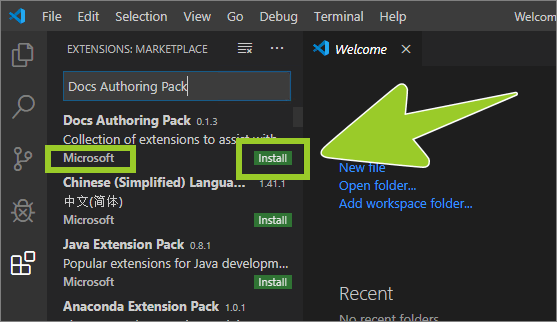 File Edit Selection View Go Debug Terminal Help Welcome
EXTENSIONS: MARKETPLACE
Welcome
Docs Authoring Pack
Docs Authoring Pack 0.1.3
Collection of extensions to assist with
Microsoft Install
Chinese (Simplified) Langua... 1.41.1
中文(简体)
Microsoft Install
Java Extension Pack 0.8.1
Popular extensions for Java developm...
Microsoft Install
Anaconda Extension Pack 1.0.1
New file
Open folder...
Add workspace folder...
Recent
No recent folders